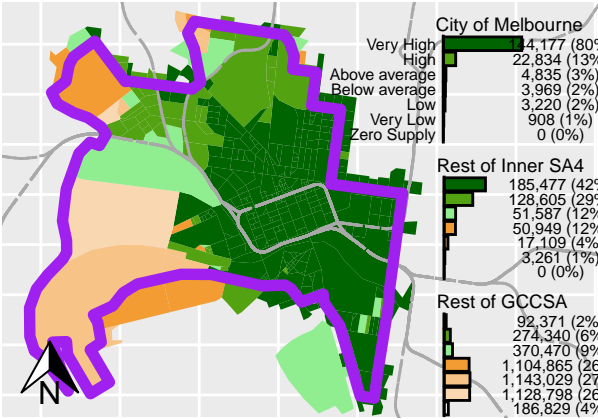 City of Melbourne
Very High 144,177 (80%
High 22,834 (13%
Above average 4,835 (3%)
Below average 3,969 (2%)
Low 3,220 (2%)
Very Low 908 (1%)
Zero Supply 0 (0%)
Rest of Inner SA4
185,477 (42%
128,605 (29%
51,587 (12%
50,949 (12%
17,109 (4%
3,261 (1%
0 (0%)
Rest of GCCSA
92,371 (2%
274,340 (6%
370,470 (9%
1,104,865 (26
1,143,029 (27
1,128,798 (26
186,829 (4%
N